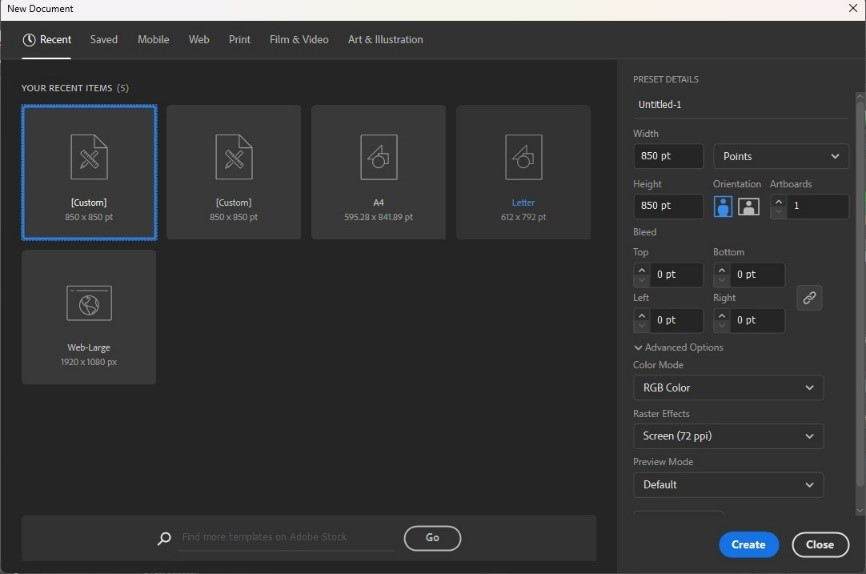 New Document
Recent Saved Mobile Web Print Film & Video Art & Illustration
YOUR RECENT ITEMS (5)
[Custom]
850 x 850 pt
[Custom]
850 x 850 pt
A4
595.28 x 841.89 pt
Letter
612 x 792 pt
Web-Large
1920 x 1080 px
Find more templates on Adobe Stock
Go
PRESET DETAILS
Untitled-1
Width
850 pt Points
Height Orientation Artboards
850 pt 1
Bleed
Top Bottom
0 pt 0 pt
Left Right
0 pt 0 pt
Advanced Options
Color Mode
RGB Color
Raster Effects
Screen (72 ppi)
Preview Mode
Default
Create Close